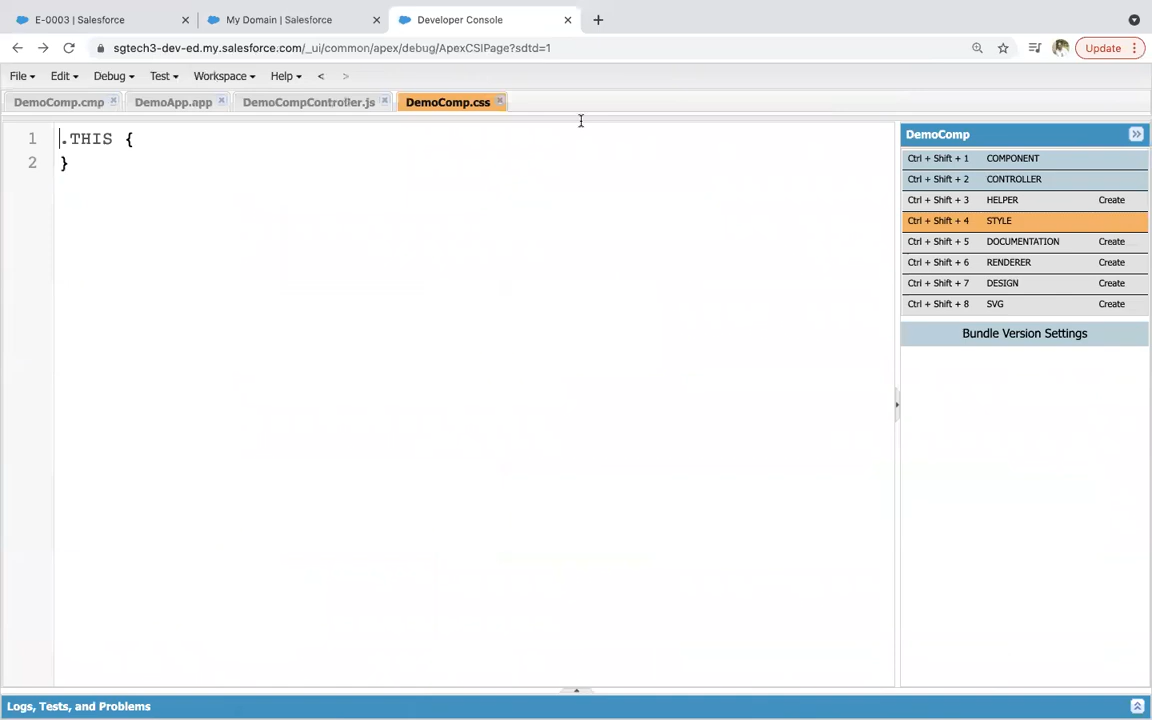 E-0003 | Salesforce
My Domain | Salesforce
Developer Console
sgtech3-dev-ed.my.salesforce.com/_ui/common/apex/debug/ApexCSIPage?sdtd=1
Update
File Edit Debug Test Workspace Help < >
DemoComp.cmp DemoApp.app DemoCompController.js DemoComp.css
1 .THIS {
2 }
DemoComp
Ctrl + Shift + 1 COMPONENT
Ctrl + Shift + 2 CONTROLLER
Ctrl + Shift + 3 HELPER Create
Ctrl + Shift + 4 STYLE
Ctrl + Shift + 5 DOCUMENTATION Create
Ctrl + Shift + 6 RENDERER Create
Ctrl + Shift + 7 DESIGN Create
Ctrl + Shift + 8 SVG Create
Bundle Version Settings
Logs, Tests, and Problems